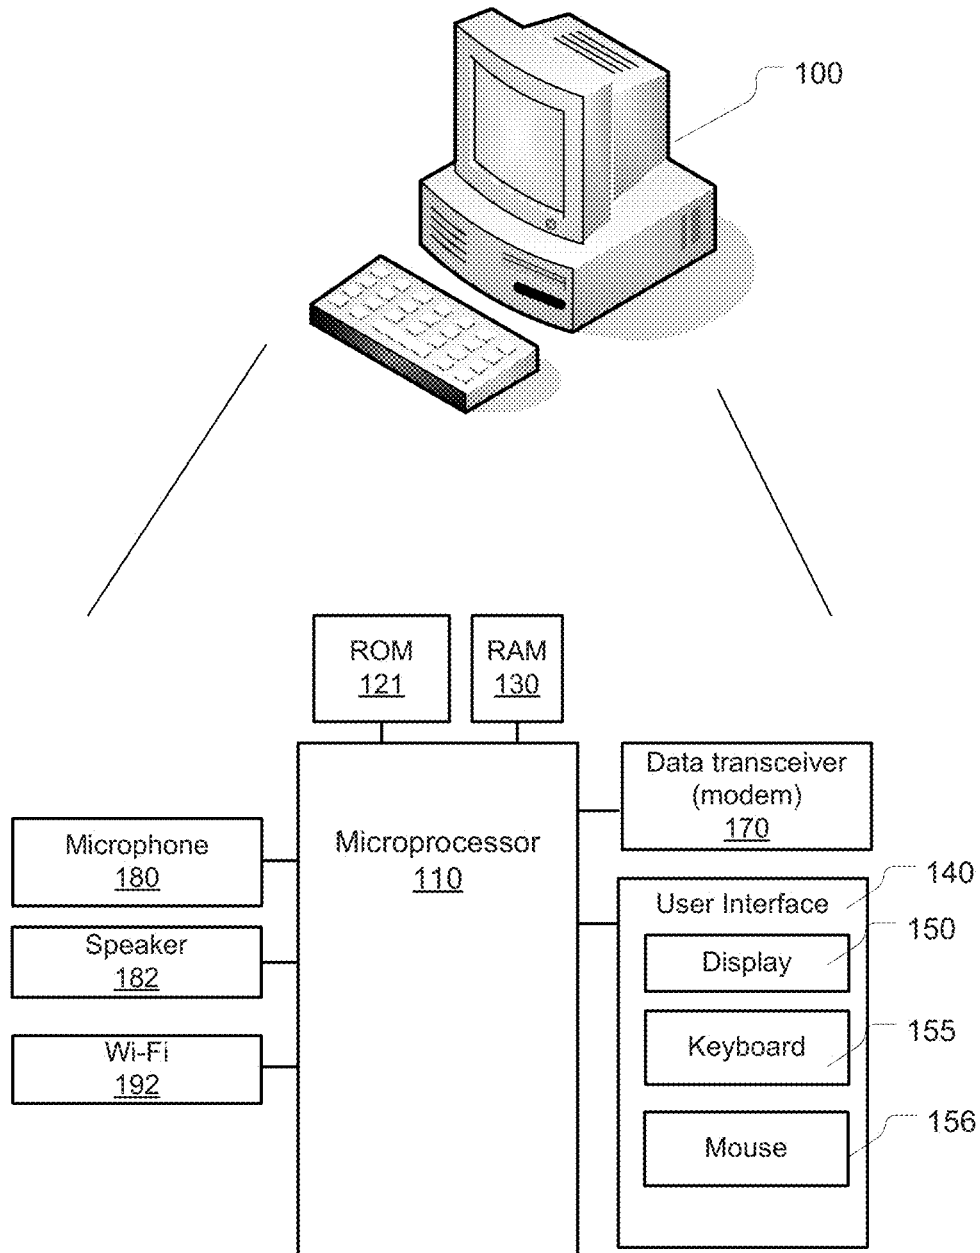 100
ROM
121
RAM
130
Data transceiver
(modem)
170
Microphone
180
Microprocessor
110
140
User Interface
150
Speaker
182
Display
155
Keyboard
Wi-Fi
192
156
Mouse